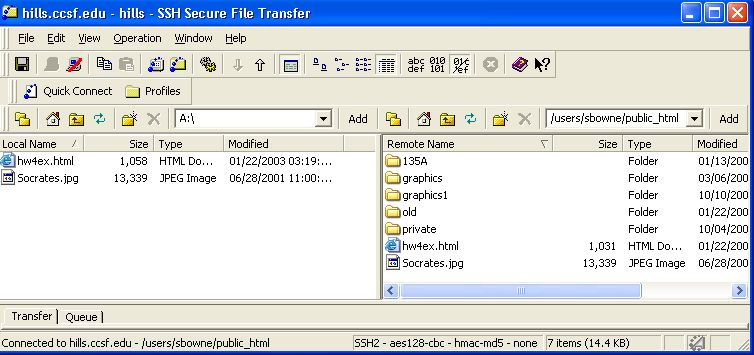 hills.ccsf.edu - hills - SSH Secure File Transfer
File Edit View Operation Window Help
abc def 010 101
Quick Connect Profiles
A:\ Add /users/sbowne/public_html Add
Local Name Size Type Modified Remote Name Size Type Modified
hw4ex.html 1,058 HTML Do... 01/22/2003 03:19:... 135A Folder 01/13/200
Socrates.jpg 13,339 JPEG Image 06/28/2001 11:00:... graphics Folder 03/06/200
graphics1 Folder 10/10/200
old Folder 01/22/200
private Folder 10/04/200
hw4ex.html 1,031 HTML Do... 01/22/200
Socrates.jpg 13,339 JPEG Image 06/28/200
Transfer Queue
Connected to hills.ccsf.edu - /users/sbowne/public_html SSH2 - aes128-cbc - hmac-md5 - none 7 items (14.4 KB)